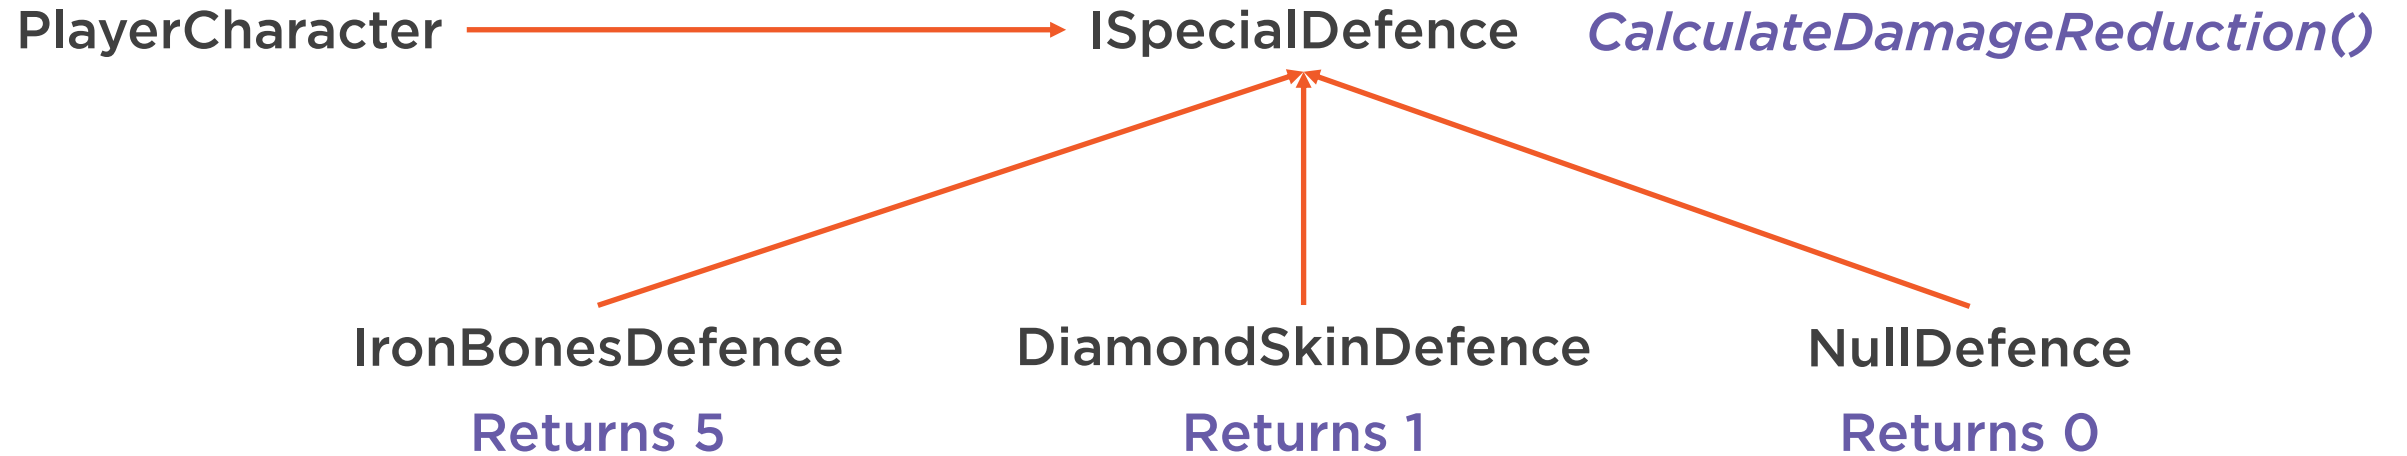 PlayerCharacter ISpecialDefence CalculateDamageReduction()
IronBonesDefence DiamondSkinDefence NullDefence
Returns 5 Returns 1 Returns 0